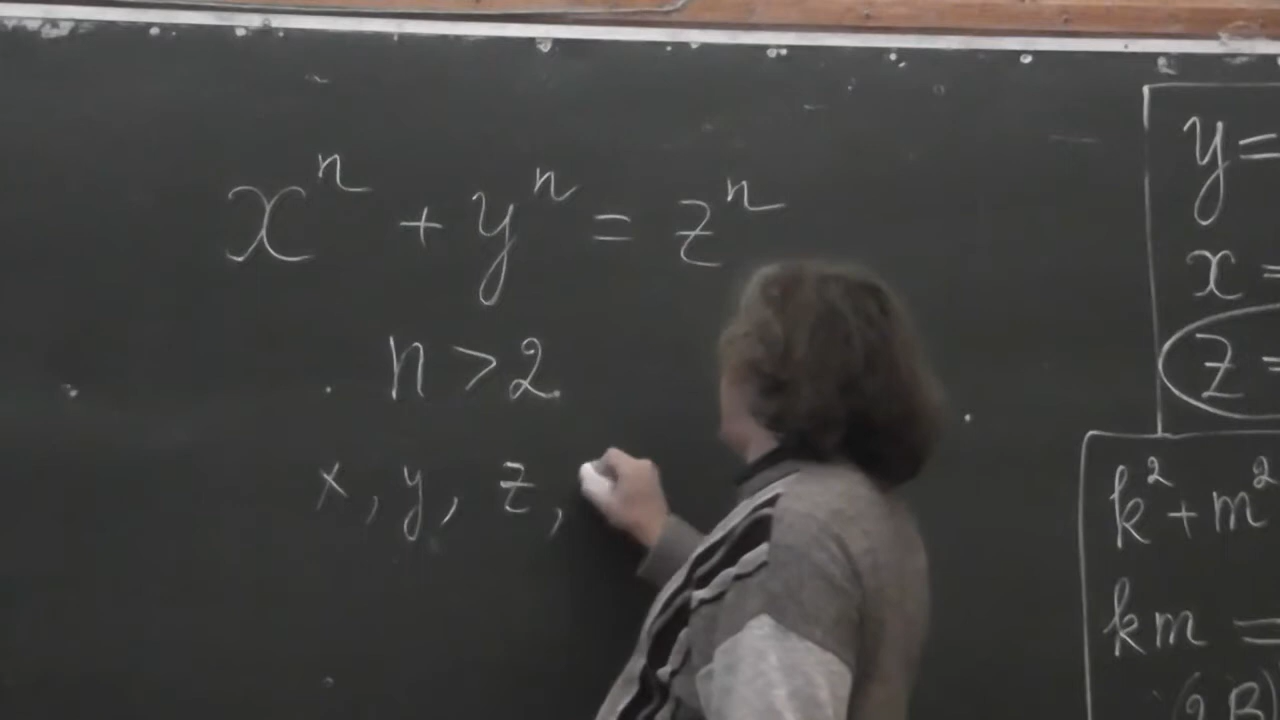 xⁿ + yⁿ = zⁿ
n > 2
x, y, z,
y =
x =
z =
k² + m²
km =